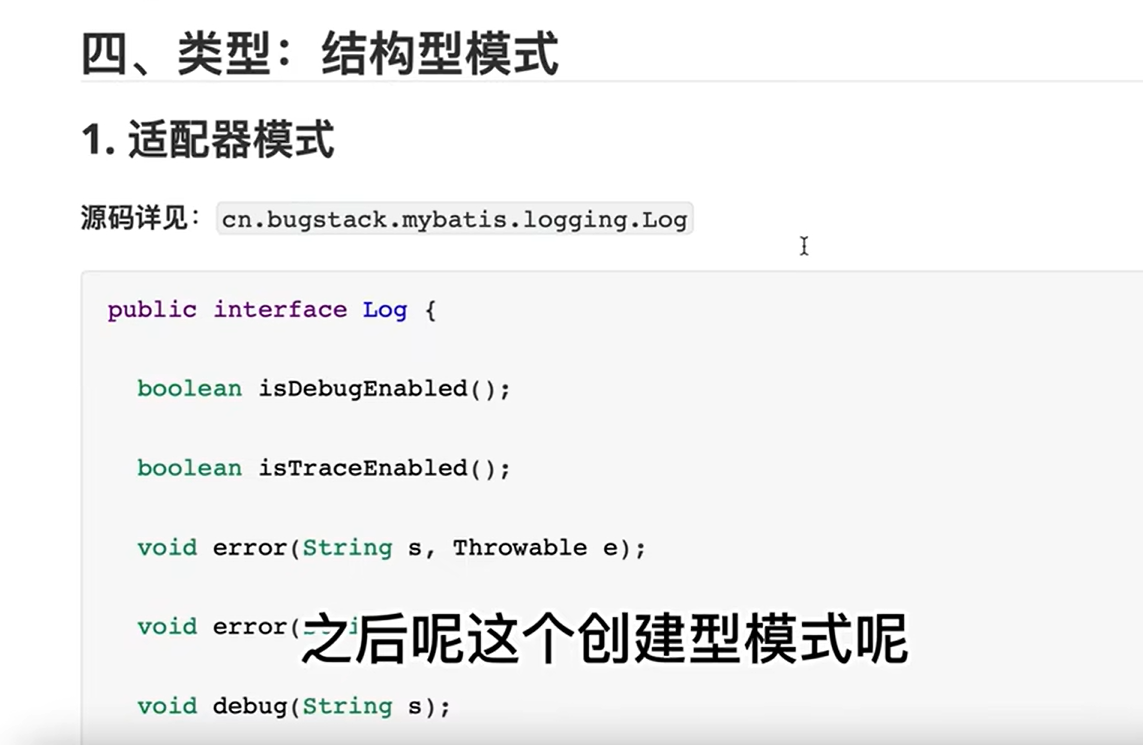 四、类型：结构型模式
1. 适配器模式
源码详见： cn.bugstack.mybatis.logging.Log
public interface Log {
boolean isDebugEnabled();
boolean isTraceEnabled();
void error(String s, Throwable e);
void error(
之后呢这个创建型模式呢
void debug(String s);